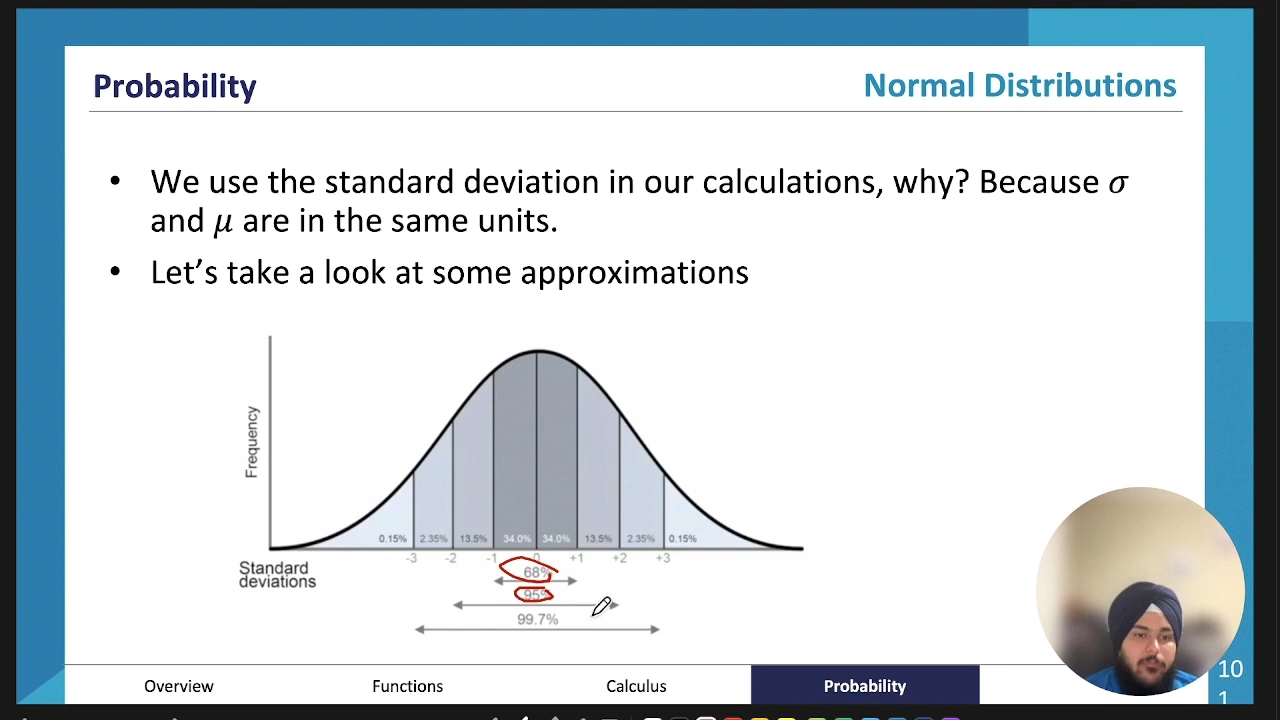 Probability
Normal Distributions
• We use the standard deviation in our calculations, why? Because σ
and μ are in the same units.
• Let's take a look at some approximations
Frequency
0.15% 2.35% 13.5% 34.0% 34.0% 13.5% 2.35% 0.15%
-3 -2 -1 0 +1 +2 +3
Standard
deviations
68%
95%
99.7%
Overview Functions Calculus Probability
10
1